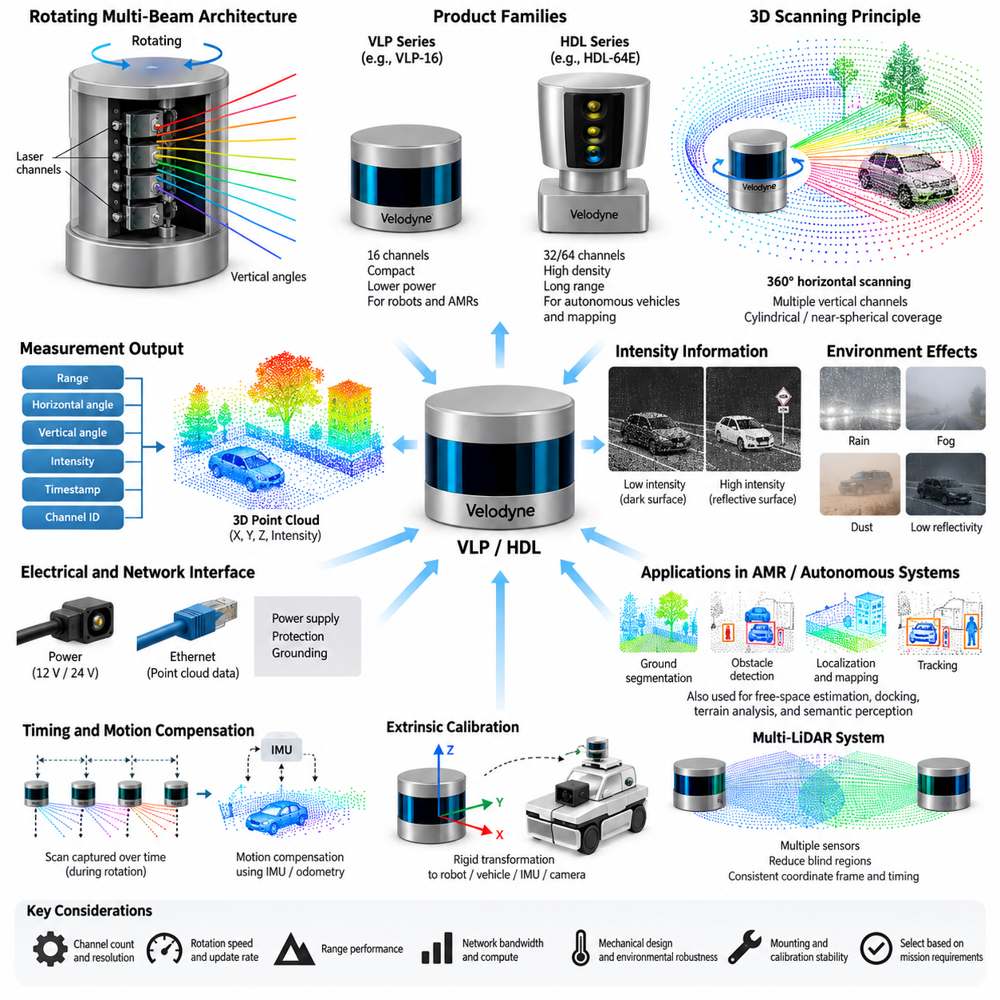 Rotating Multi-Beam Architecture
Rotating
Laser
channels
Vertical angles
Product Families
VLP Series
(e.g., VLP-16)
Velodyne
16 channels
Compact
Lower power
For robots and AMRs
HDL Series
(e.g., HDL-64E)
Velodyne
32/64 channels
High density
Long range
For autonomous vehicles
and mapping
3D Scanning Principle
Velodyne
360° horizontal scanning
Multiple vertical channels
Cylindrical / near-spherical coverage
Measurement Output
Range
Horizontal angle
Vertical angle
Intensity
Timestamp
Channel ID
3D Point Cloud
(X, Y, Z, Intensity)
Velodyne
VLP / HDL
Intensity Information
Low intensity
(dark surface)
High intensity
(reflective surface)
Environment Effects
Rain
Fog
Dust
Low reflectivity
Electrical and Network Interface
Power
(12 V / 24 V)
Ethernet
(Point cloud data)
Power supply
Protection
Grounding
Applications in AMR / Autonomous Systems
Ground
segmentation
Obstacle
detection
Localization
and mapping
Tracking
Also used for free-space estimation, docking,
terrain analysis, and semantic perception
Timing and Motion Compensation
IMU
Scan captured over time
(during rotation)
Motion compensation
using IMU / odometry
Extrinsic Calibration
Z
Y
X
Rigid transformation
to robot / vehicle / IMU / camera
Multi-LiDAR System
Multiple sensors
Reduce blind regions
Consistent coordinate frame and timing
Key Considerations
Channel count
and resolution
Rotation speed
and update rate
Range performance
Network bandwidth
and compute
Mechanical design
and environmental robustness
Mounting and
calibration stability
Select based on
mission requirements